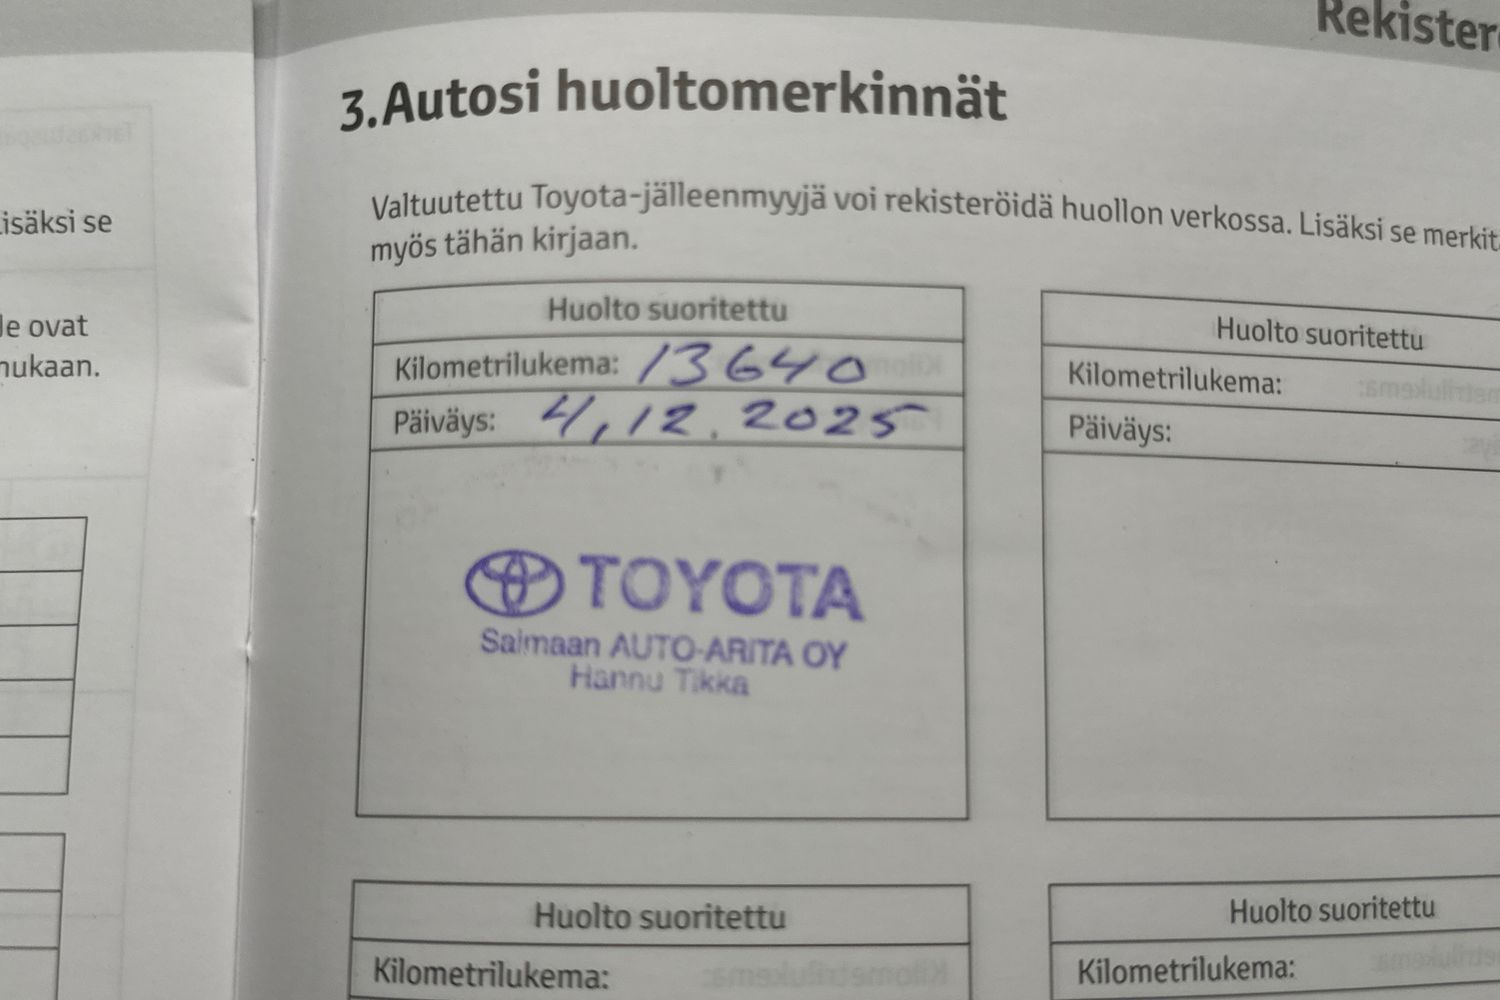 Rekister
3. Autosi huoltomerkinnät
Valtuutettu Toyota-jälleenmyyjä voi rekisteröidä huollon verkossa. Lisäksi se merkit
myös tähän kirjaan.
Lisäksi se
le ovat
mukaan.
Huolto suoritettu
Kilometrilukema: 13640
Päiväys: 4,12.2025
TOYOTA
Saimaan AUTO-ARITA OY
Hannu Tikka
Huolto suoritettu
Kilometrilukema:
Päiväys:
Huolto suoritettu
Kilometrilukema:
Huolto suoritettu
Kilometrilukema: